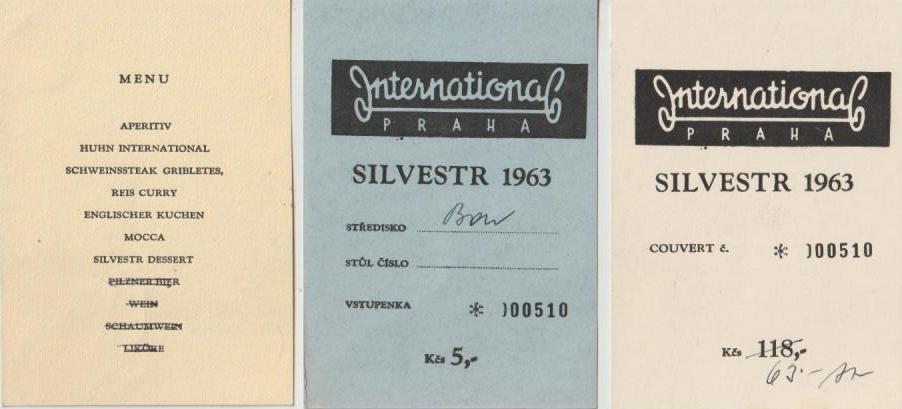 MENU
APERITIV
HUHN INTERNATIONAL
SCHWEINSSTEAK GRIBLETES,
REIS CURRY
ENGLISCHER KUCHEN
MOCCA
SILVESTR DESSERT
PILZNER BIER
WEIN
SCHAUMWEIN
LIKÖRE
International
PRAHA
SILVESTR 1963
STŘEDISKO
STŮL ČÍSLO
VSTUPENKA * )00510
Kčs 5,-
International
PRAHA
SILVESTR 1963
COUVERT č. * )00510
Kčs 118,-
63.-